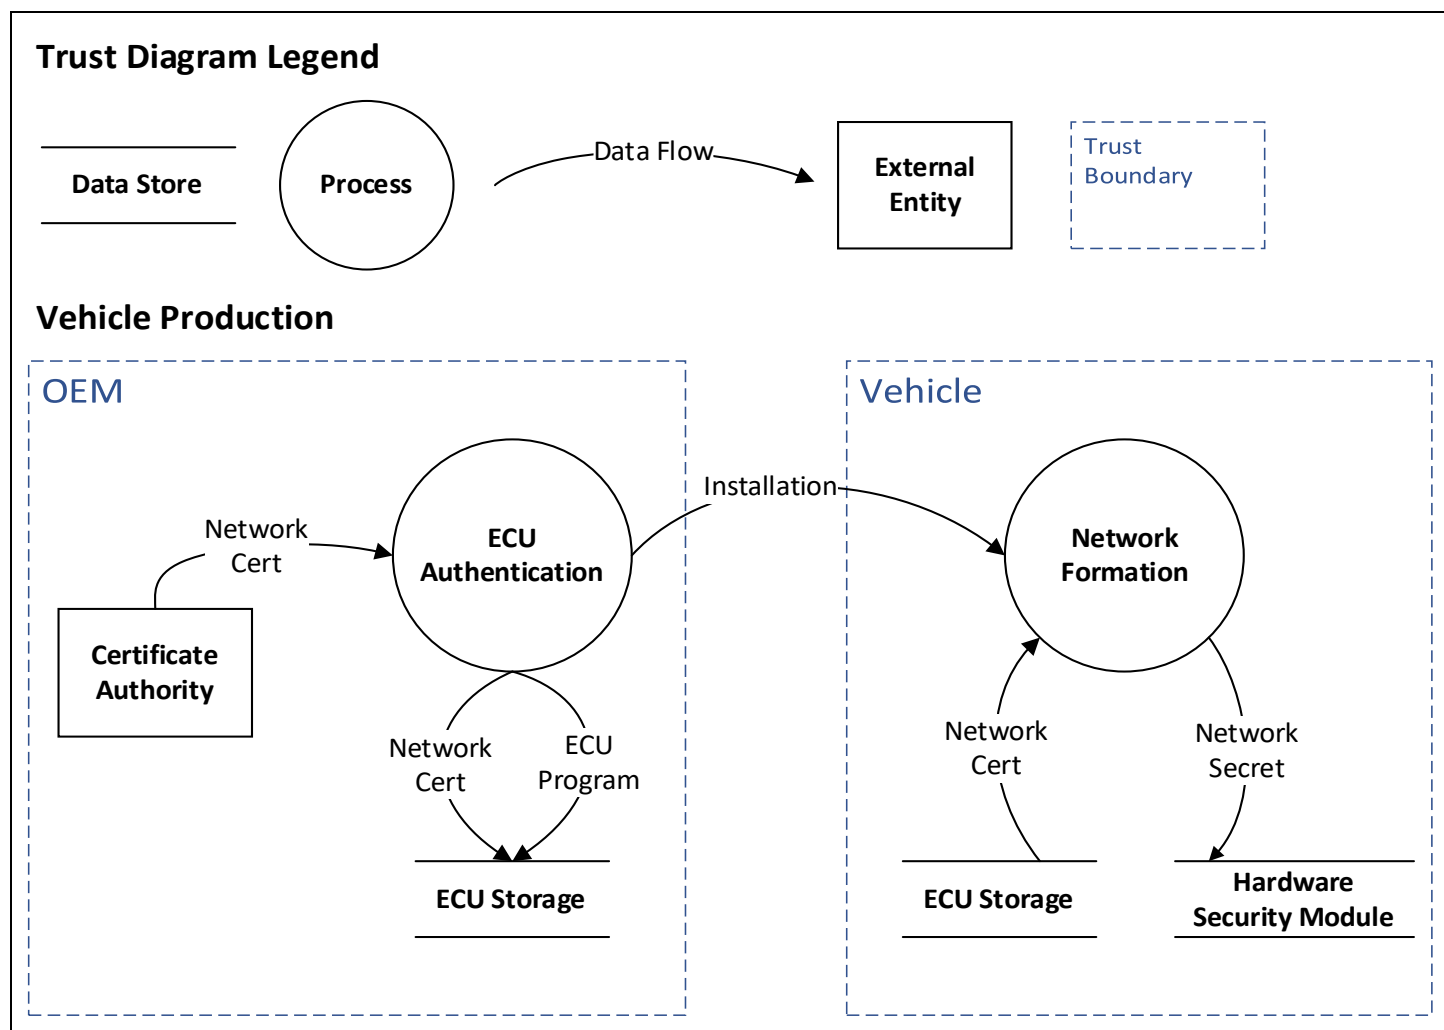 Trust Diagram Legend
Data Store
Process
Data Flow
External
Entity
Trust
Boundary
Vehicle Production
OEM
Network
Cert
ECU
Authentication
Certificate
Authority
Network
Cert
ECU
Program
ECU Storage
Installation
Vehicle
Network
Formation
Network
Cert
Network
Secret
ECU Storage
Hardware
Security Module